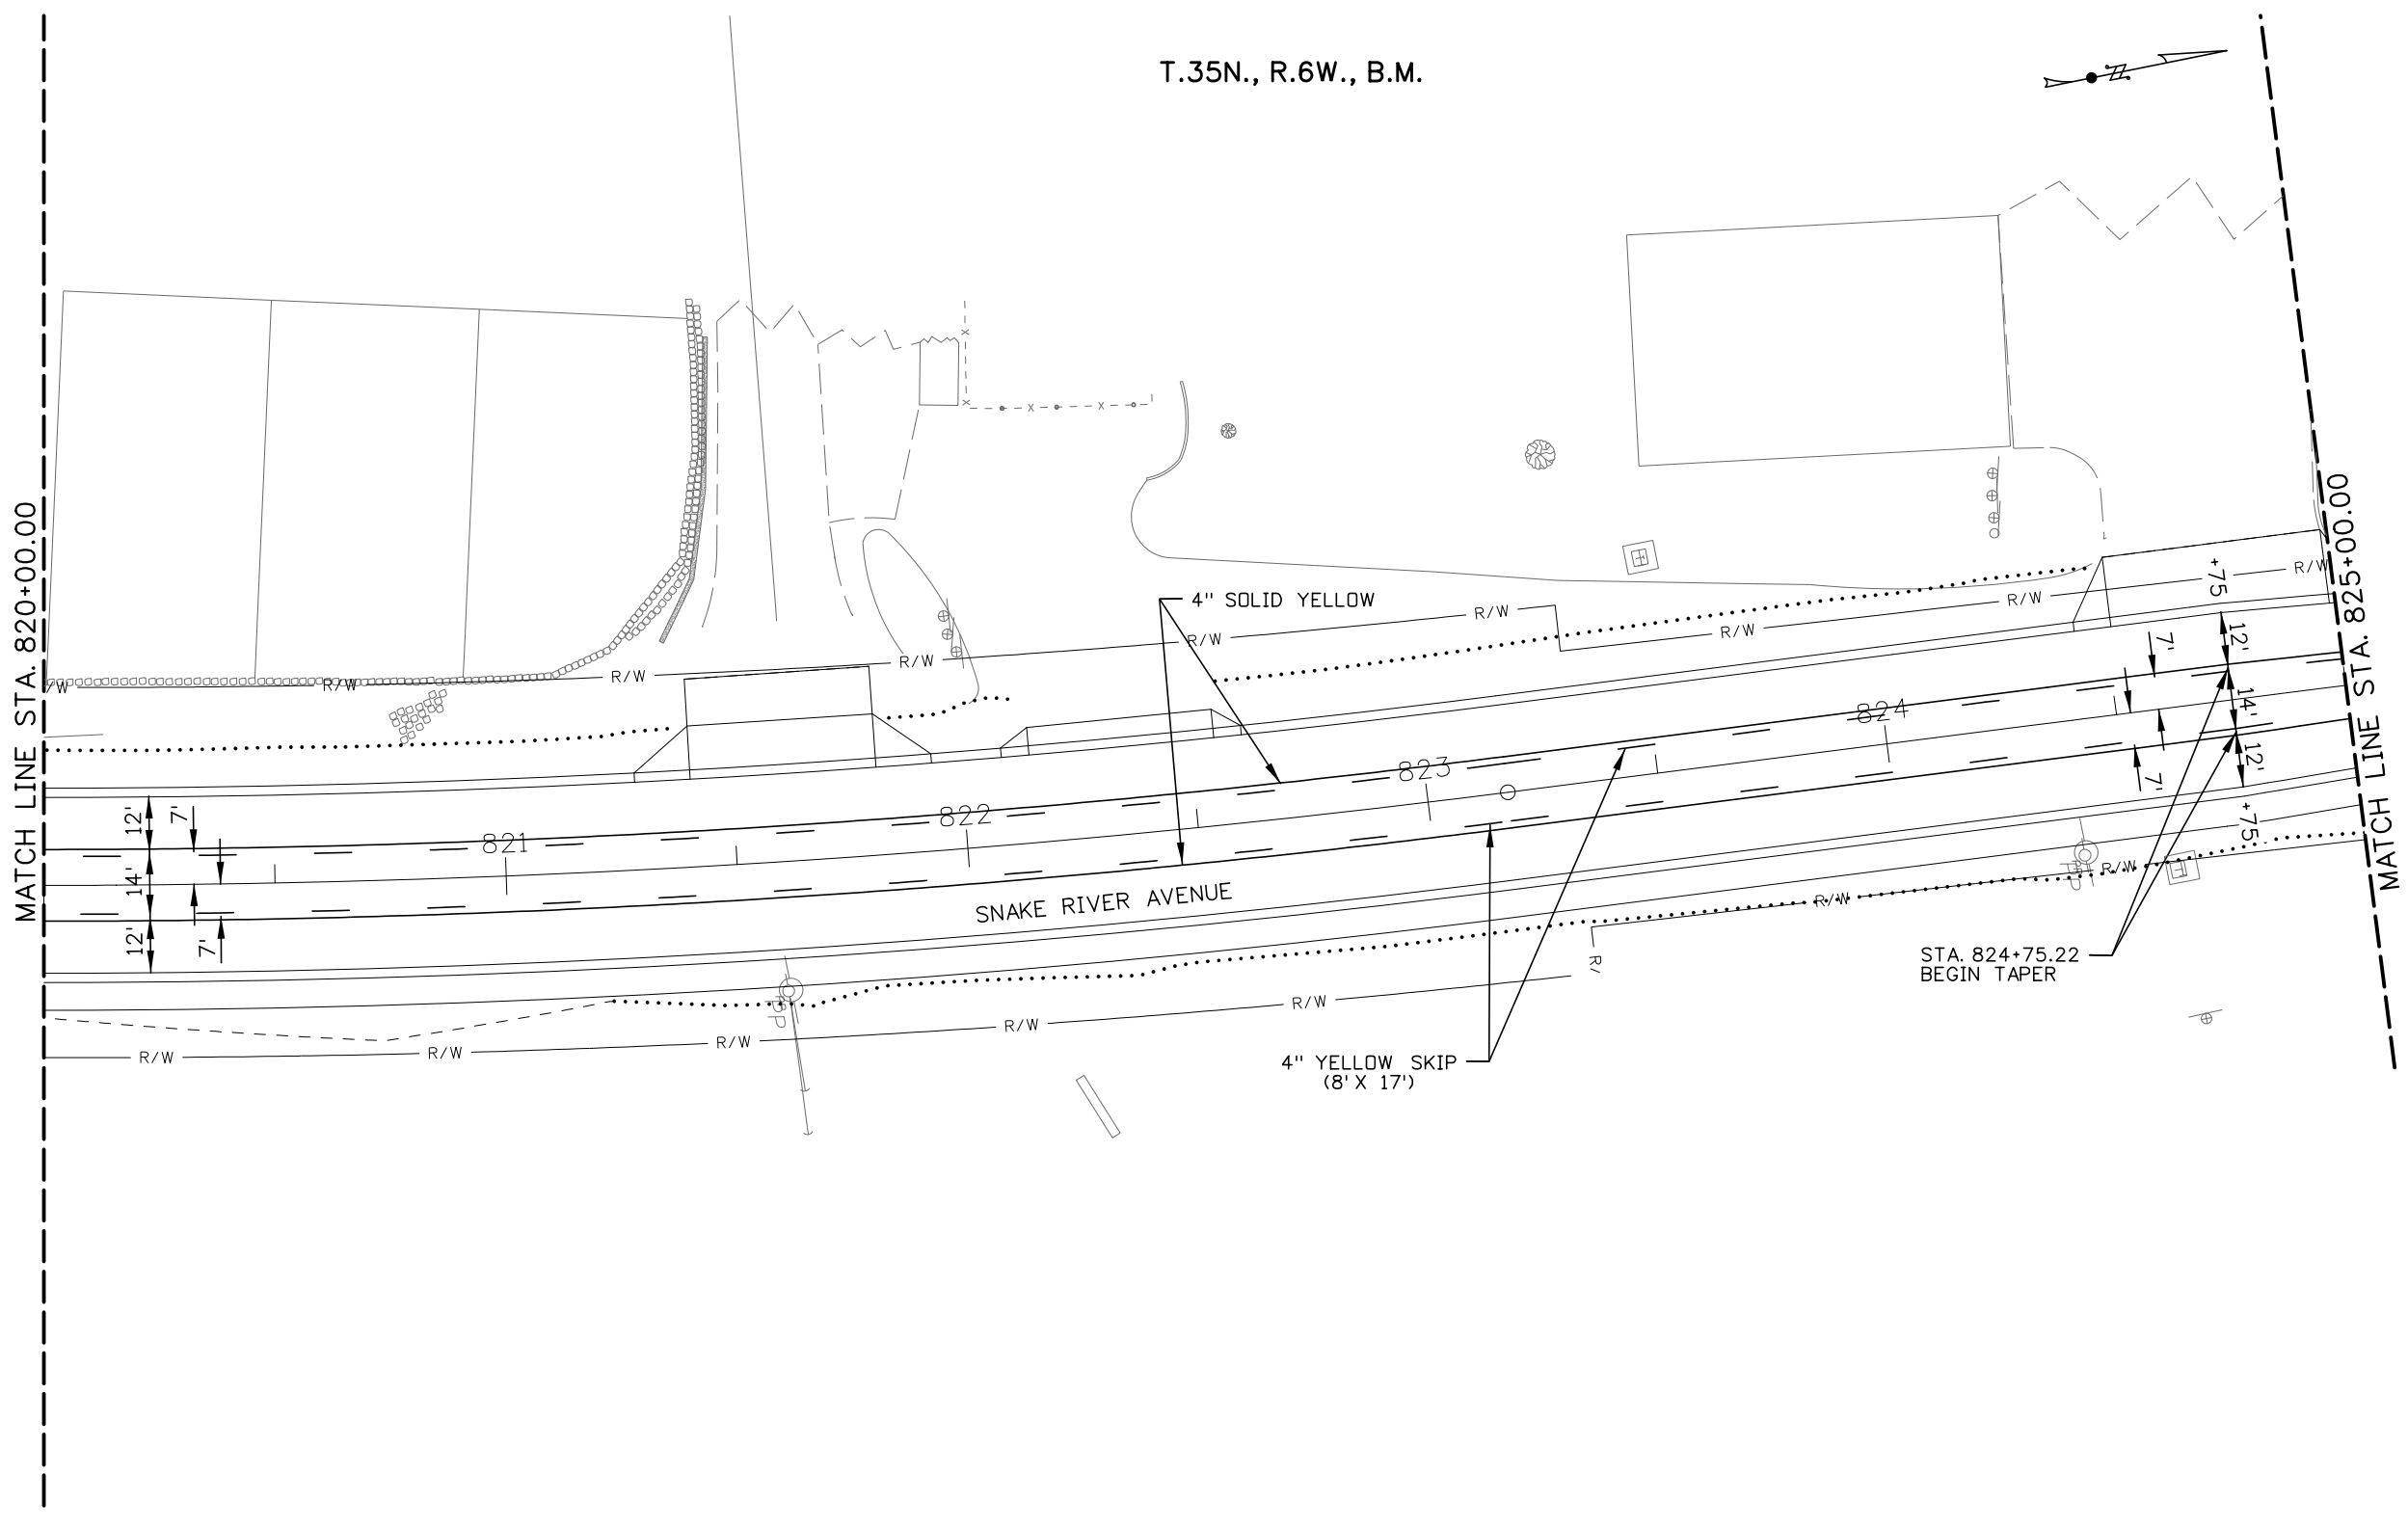 T.35N., R.6W., B.M.
N
MATCH LINE STA. 820+00.00
MATCH LINE STA. 825+00.00
+75
R/W
R/W
R/W
4" SOLID YELLOW
R/W
R/W
R/W
R/W
R/W
/W
R/W
12'
7'
14'
12'
7'
821
822
823
824
7'
12'
14'
12'
7'
+75
SNAKE RIVER AVENUE
R/W
R/W
PP
R/
STA. 824+75.22
BEGIN TAPER
PP
R/W
R/W
R/W
R/W
R/W
4" YELLOW SKIP
(8' X 17')